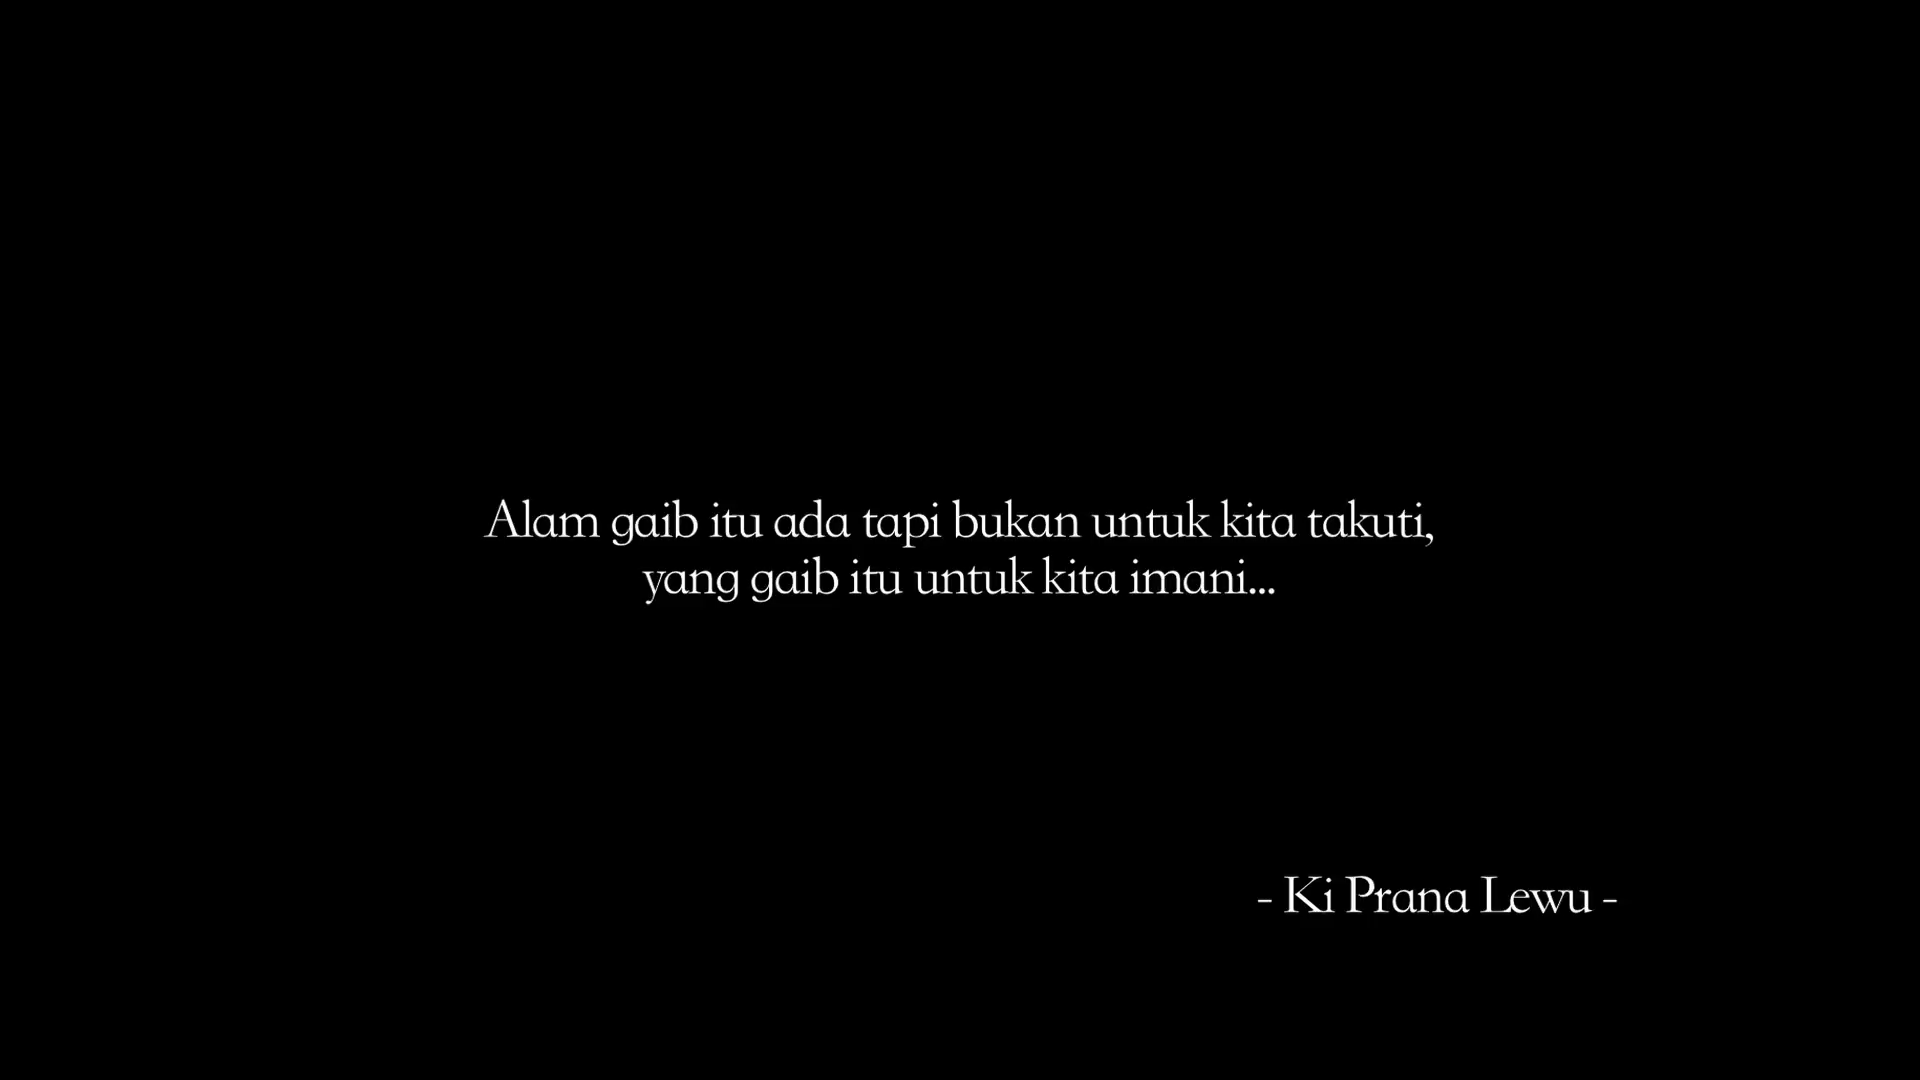 Alam gaib itu ada tapi bukan untuk kita takuti,
yang gaib itu untuk kita imani...
- Ki Prana Lewu -